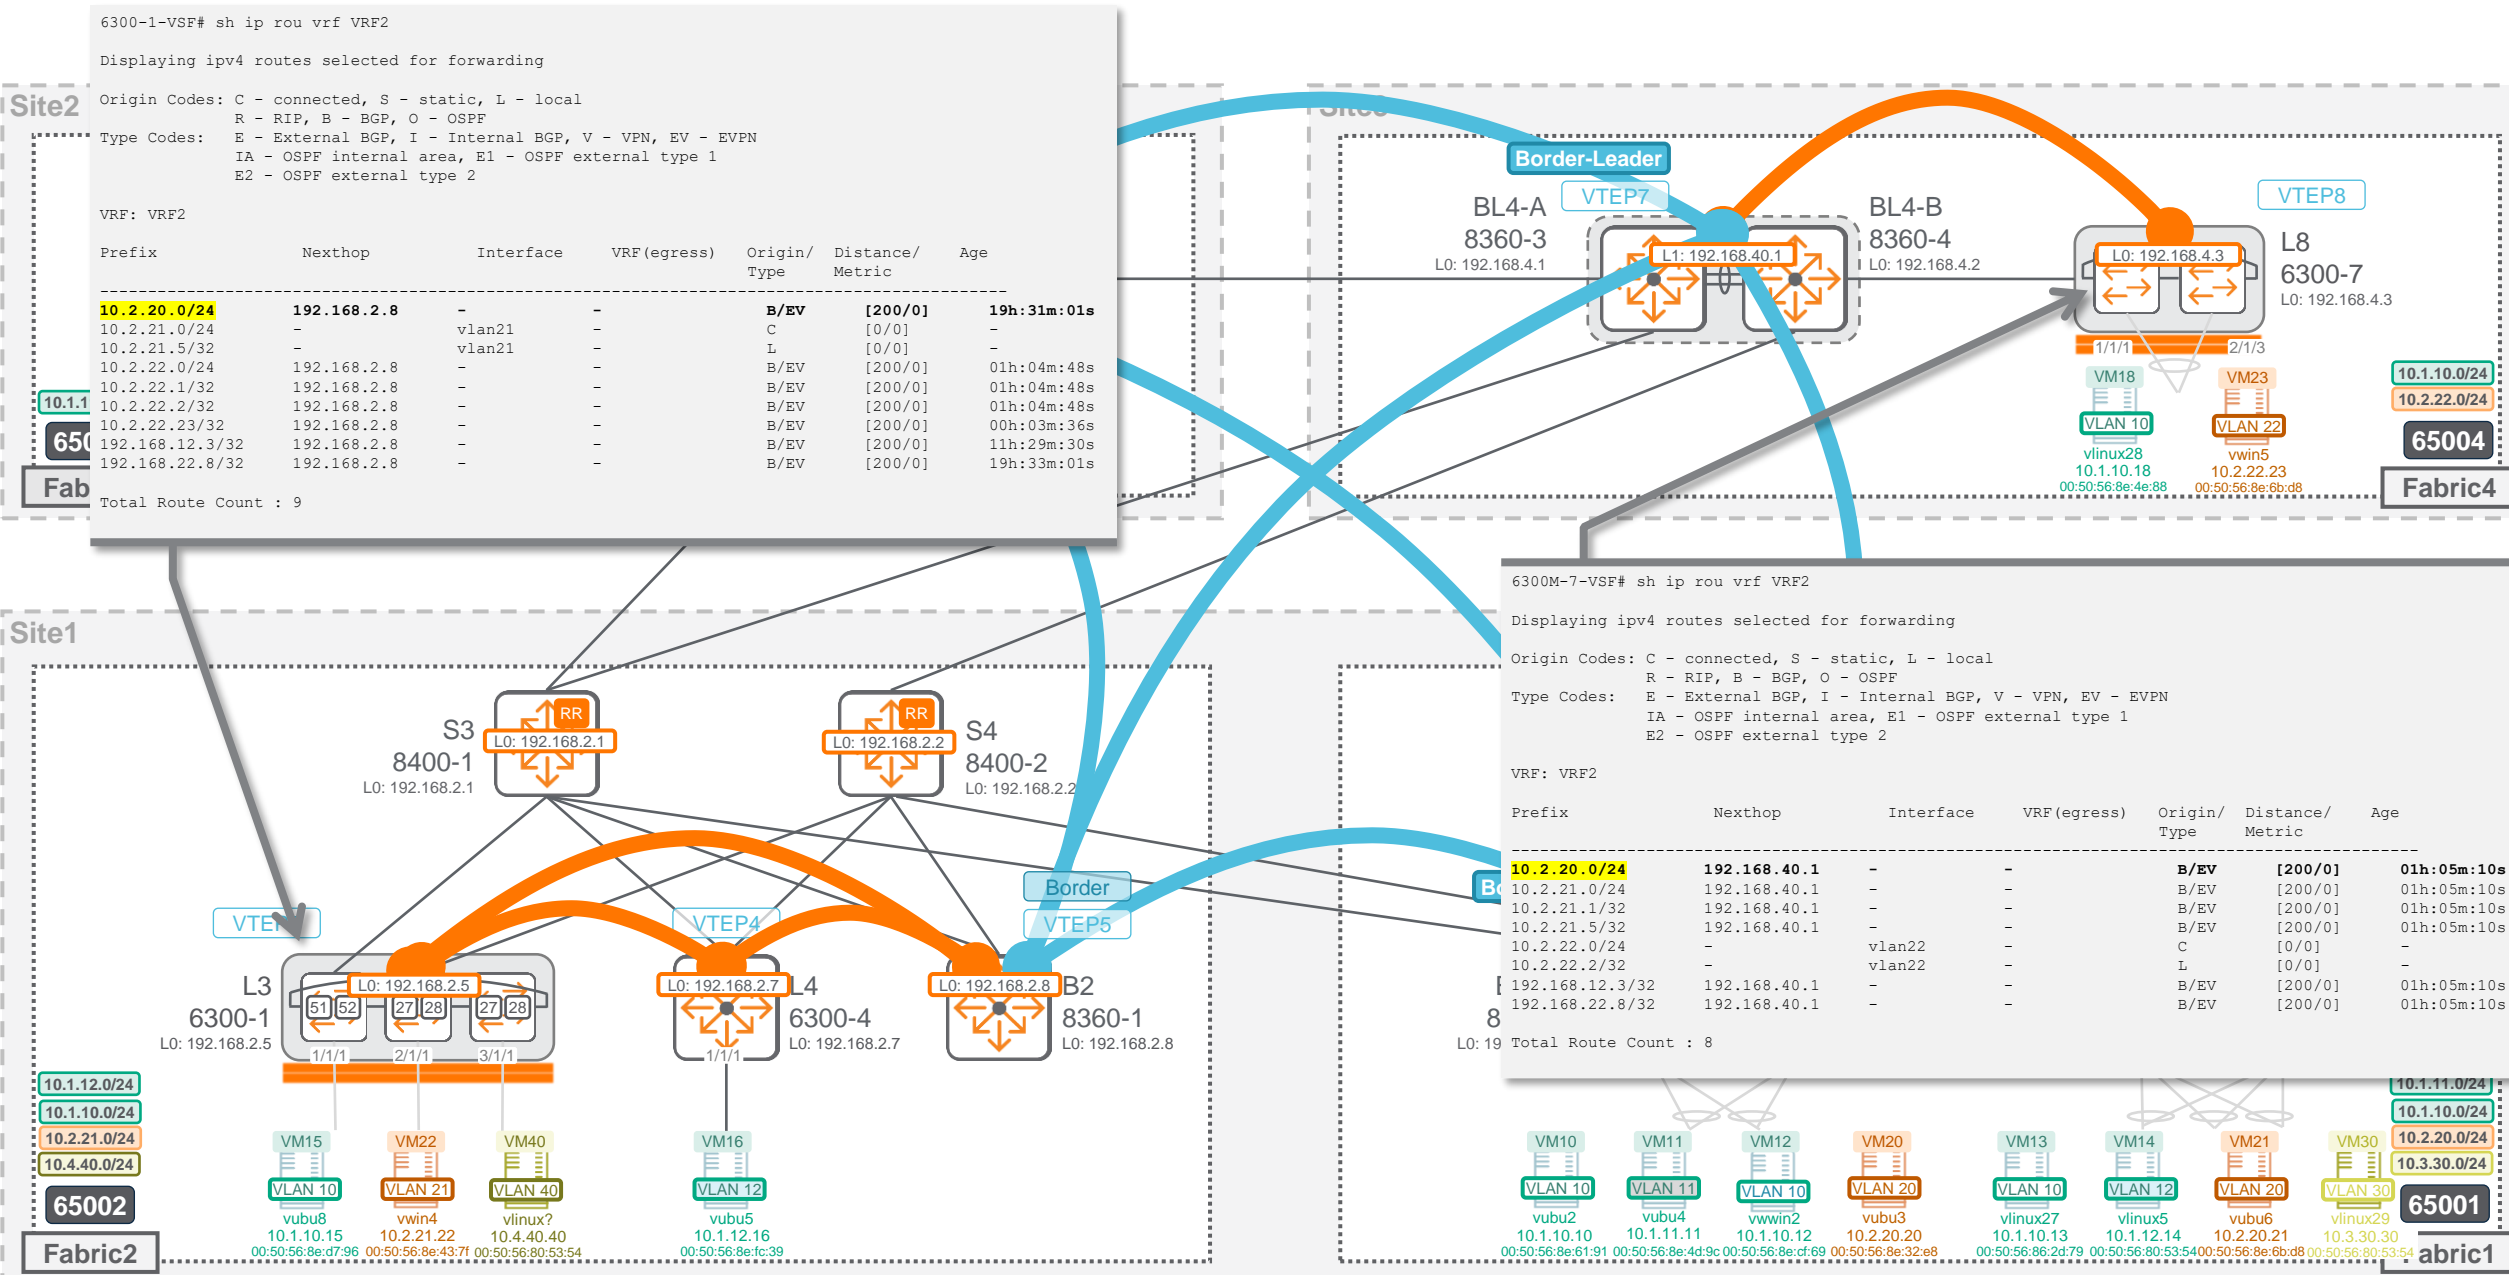 6300-1-VSF# sh ip rou vrf VRF2
Displaying ipv4 routes selected for forwarding
Origin Codes: C - connected, S - static, L - local
R - RIP, B - BGP, O - OSPF
Type Codes: E - External BGP, I - Internal BGP, V - VPN, EV - EVPN
IA - OSPF internal area, E1 - OSPF external type 1
E2 - OSPF external type 2
VRF: VRF2
Prefix Nexthop Interface VRF(egress) Origin/ Distance/ Age
Type Metric
10.2.20.0/24 192.168.2.8 - - B/EV [200/0] 19h:31m:01s
10.2.21.0/24 - vlan21 - C [0/0] -
10.2.21.5/32 - vlan21 - L [0/0] -
10.2.22.0/24 192.168.2.8 - - B/EV [200/0] 01h:04m:48s
10.2.22.1/32 192.168.2.8 - - B/EV [200/0] 01h:04m:48s
10.2.22.2/32 192.168.2.8 - - B/EV [200/0] 01h:04m:48s
10.2.22.23/32 192.168.2.8 - - B/EV [200/0] 00h:03m:36s
192.168.12.3/32 192.168.2.8 - - B/EV [200/0] 11h:29m:30s
192.168.22.8/32 192.168.2.8 - - B/EV [200/0] 19h:33m:01s
Total Route Count : 9
Site2
10.1.1
650
Fab
Border-Leader
VTEP7
BL4-A
8360-3
L0: 192.168.4.1
L1: 192.168.40.1
BL4-B
8360-4
L0: 192.168.4.2
VTEP8
L0: 192.168.4.3
L8
6300-7
L0: 192.168.4.3
1/1/1 2/1/3
VM18 VM23
VLAN 10 VLAN 22
vlinux28 vwin5
10.1.10.18 10.2.22.23
00:50:56:8e:4e:88 00:50:56:8e:6b:d8
10.1.10.0/24
10.2.22.0/24
65004
Fabric4
Site1
S3
8400-1
L0: 192.168.2.1
RR
L0: 192.168.2.1
RR
L0: 192.168.2.2
S4
8400-2
L0: 192.168.2.2
VTEP4
Border
VTEP5
L3
6300-1
L0: 192.168.2.5
L0: 192.168.2.5
51 52 27 28 27 28
1/1/1 2/1/1 3/1/1
L0: 192.168.2.7
L4
6300-4
L0: 192.168.2.7
1/1/1
L0: 192.168.2.8
B2
8360-1
L0: 192.168.2.8
10.1.12.0/24
10.1.10.0/24
10.2.21.0/24
10.4.40.0/24
65002
Fabric2
VM15 VM22 VM40 VM16
VLAN 10 VLAN 21 VLAN 40 VLAN 12
vubu8 vwin4 vlinux? vubu5
10.1.10.15 10.2.21.22 10.4.40.40 10.1.12.16
00:50:56:8e:d7:96 00:50:56:8e:43:7f 00:50:56:80:53:54 00:50:56:8e:fc:39
6300M-7-VSF# sh ip rou vrf VRF2
Displaying ipv4 routes selected for forwarding
Origin Codes: C - connected, S - static, L - local
R - RIP, B - BGP, O - OSPF
Type Codes: E - External BGP, I - Internal BGP, V - VPN, EV - EVPN
IA - OSPF internal area, E1 - OSPF external type 1
E2 - OSPF external type 2
VRF: VRF2
Prefix Nexthop Interface VRF(egress) Origin/ Distance/ Age
Type Metric
10.2.20.0/24 192.168.40.1 - - B/EV [200/0] 01h:05m:10s
10.2.21.0/24 192.168.40.1 - - B/EV [200/0] 01h:05m:10s
10.2.21.1/32 192.168.40.1 - - B/EV [200/0] 01h:05m:10s
10.2.21.5/32 192.168.40.1 - - B/EV [200/0] 01h:05m:10s
10.2.22.0/24 - vlan22 - C [0/0] -
10.2.22.2/32 - vlan22 - L [0/0] -
192.168.12.3/32 192.168.40.1 - - B/EV [200/0] 01h:05m:10s
192.168.22.8/32 192.168.40.1 - - B/EV [200/0] 01h:05m:10s
Total Route Count : 8
Bo
8
L0: 19
VM10 VM11 VM12 VM20 VM13 VM14 VM21 VM30
VLAN 10 VLAN 11 VLAN 10 VLAN 20 VLAN 10 VLAN 12 VLAN 20 VLAN 30
vubu2 vubu4 vwwin2 vubu3 vlinux27 vlinux5 vubu6 vlinux29
10.1.10.10 10.1.11.11 10.1.10.12 10.2.20.20 10.1.10.13 10.1.12.14 10.2.20.21 10.3.30.30
00:50:56:8e:61:91 00:50:56:8e:4d:9c 00:50:56:8e:cf:69 00:50:56:8e:32:e8 00:50:56:86:2d:79 00:50:56:80:53:54 00:50:56:8e:6b:d8 00:50:56:80:53:54
10.1.11.0/24
10.1.10.0/24
10.2.20.0/24
10.3.30.0/24
65001
abric1